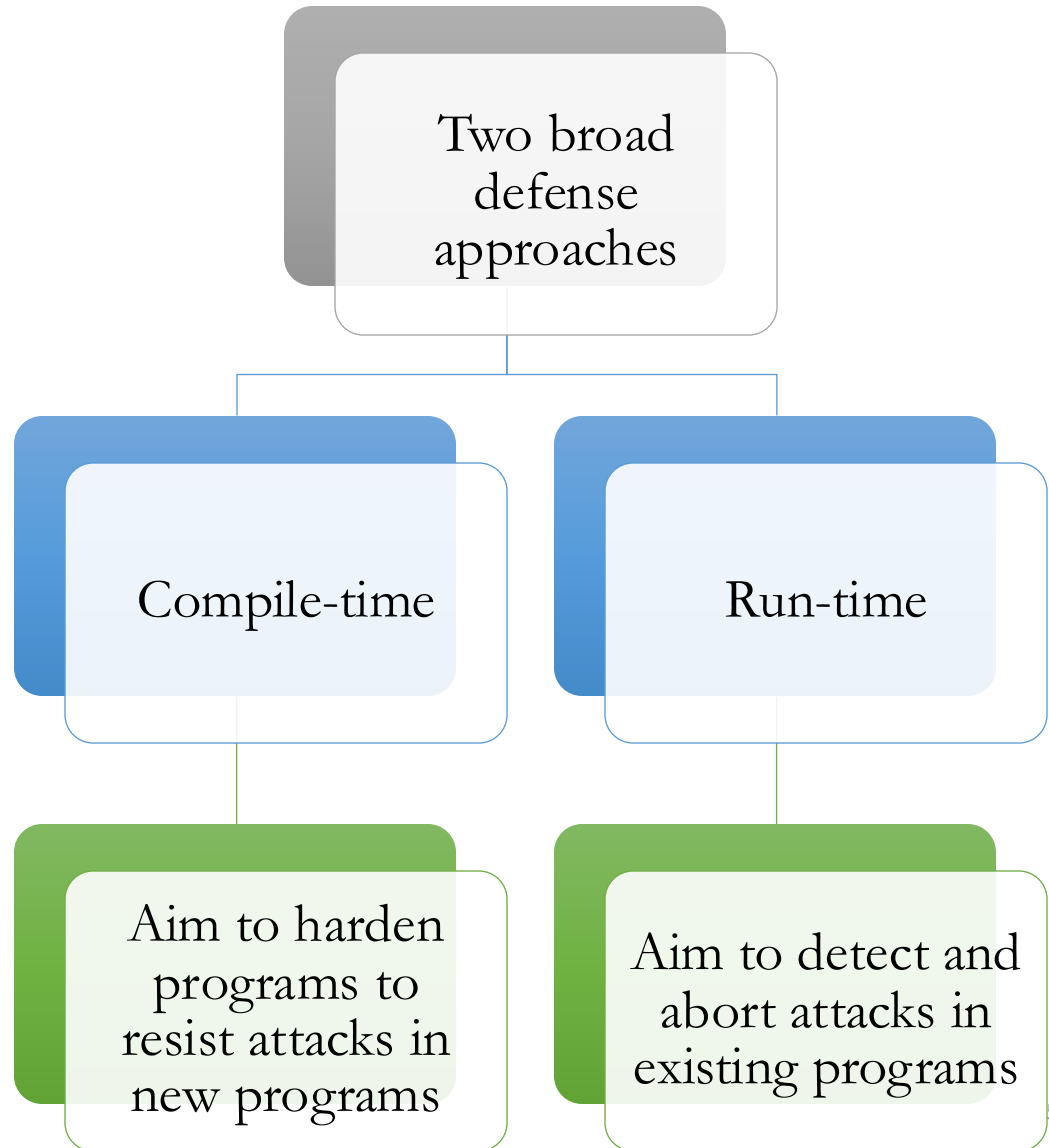 Two broad
defense
approaches
Compile-time
Run-time
Aim to harden
programs to
resist attacks in
new programs
Aim to detect and
abort attacks in
existing programs